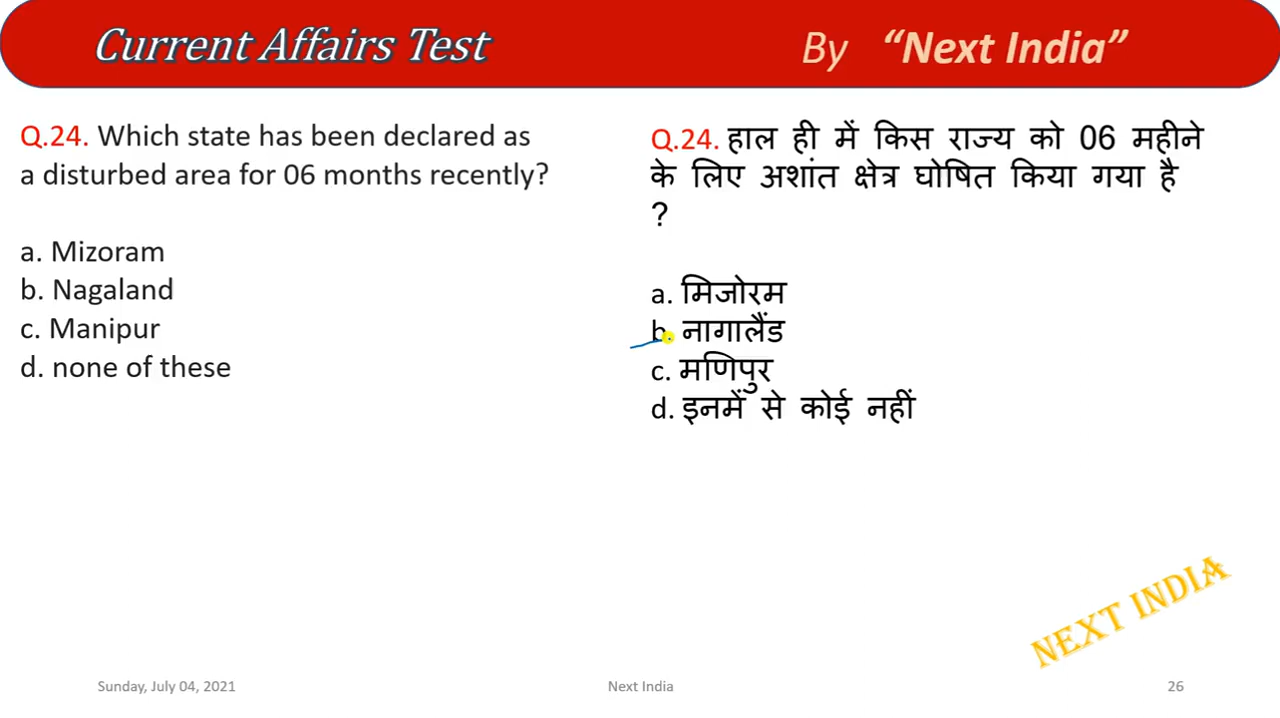 Current Affairs Test
By “Next India”
Q.24. Which state has been declared as
a disturbed area for 06 months recently?
a. Mizoram
b. Nagaland
c. Manipur
d. none of these
Q.24. हाल ही में किस राज्य को 06 महीने
के लिए अशांत क्षेत्र घोषित किया गया है
?
a. मिजोरम
b. नागालैंड
c. मणिपुर
d. इनमें से कोई नहीं
NEXT INDIA
Sunday, July 04, 2021
Next India
26